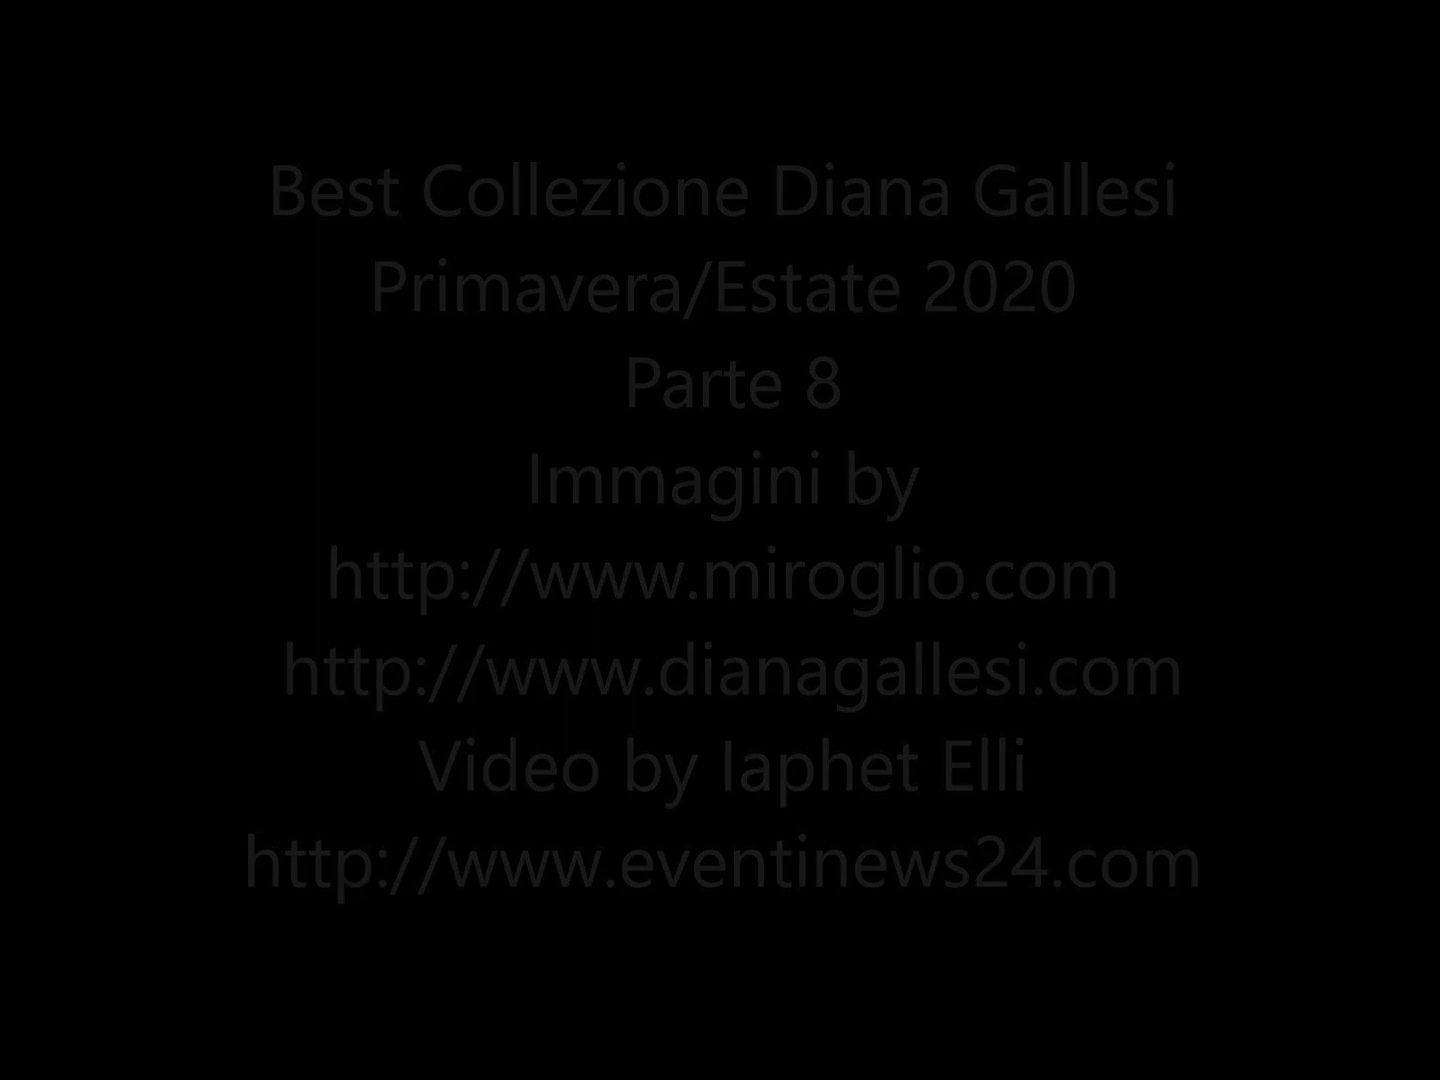 Best Collezione Diana Gallesi
Primavera/Estate 2020
Parte 8
Immagini by
http://www.miroglio.com
http://www.dianagallesi.com
Video by Iaphet Elli
http://www.eventinews24.com